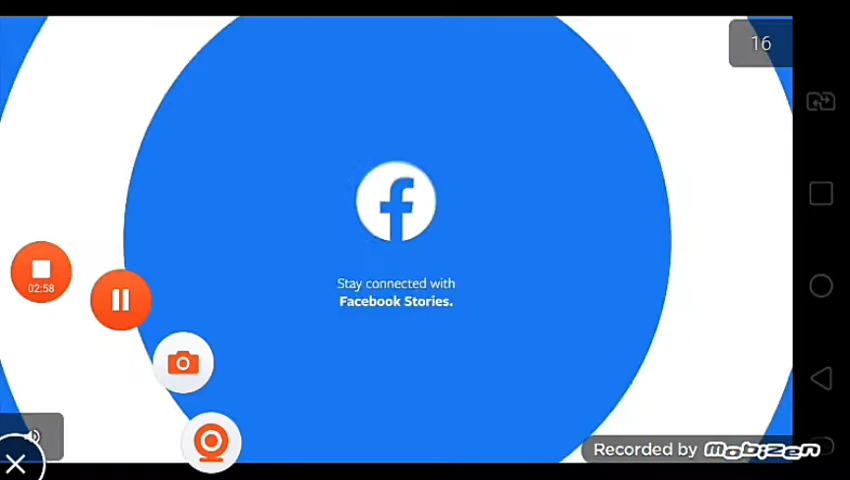 16
Stay connected with
Facebook Stories.
02:58
Recorded by Mobizen